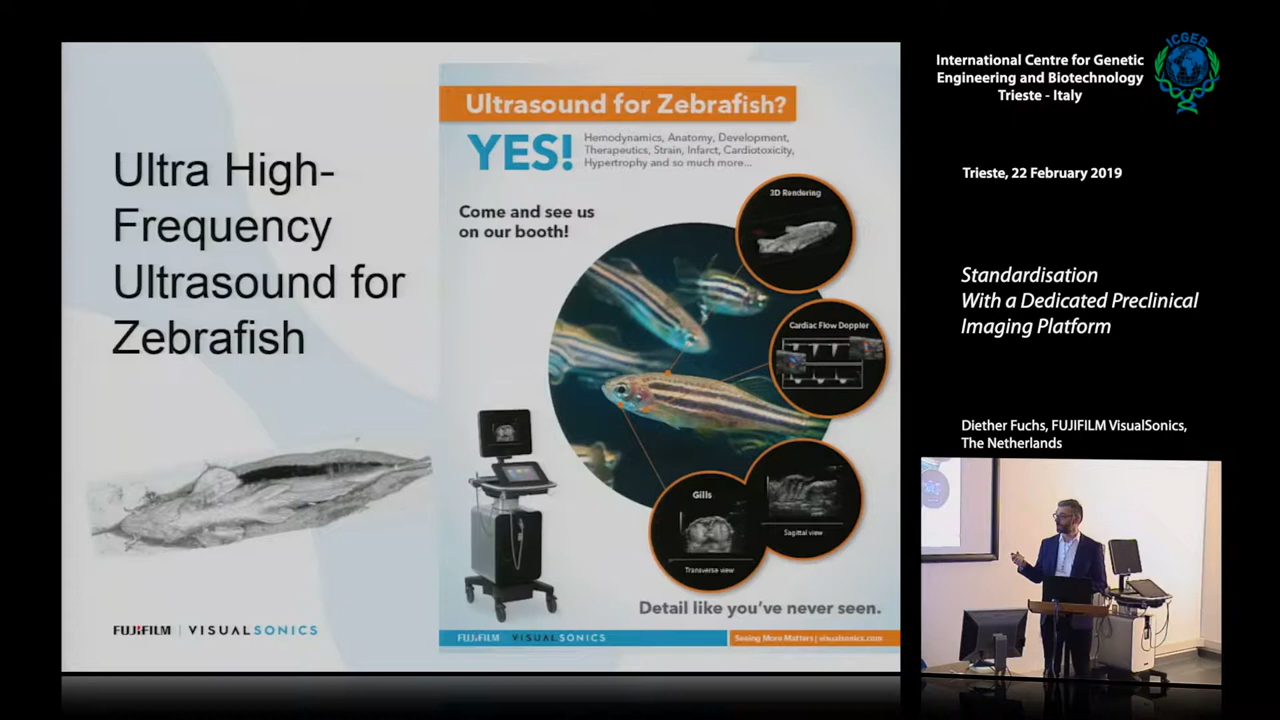 Ultra High-
Frequency
Ultrasound for
Zebrafish
FUJIFILM | VISUALSONICS
Ultrasound for Zebrafish?
YES!
Hemodynamics, Anatomy, Development,
Therapeutics, Strain, Infarct, Cardiotoxicity,
Hypertrophy and so much more...
Come and see us
on our booth!
3D Rendering
Cardiac Flow Doppler
Gills
Transverse view
Sagittal view
Detail like you've never seen.
FUJIFILM VISUALSONICS
Seeing More Matters | visualsonics.com
International Centre for Genetic
Engineering and Biotechnology
Trieste - Italy
ICGEB
Trieste, 22 February 2019
Standardisation
With a Dedicated Preclinical
Imaging Platform
Diether Fuchs, FUJIFILM VisualSonics,
The Netherlands